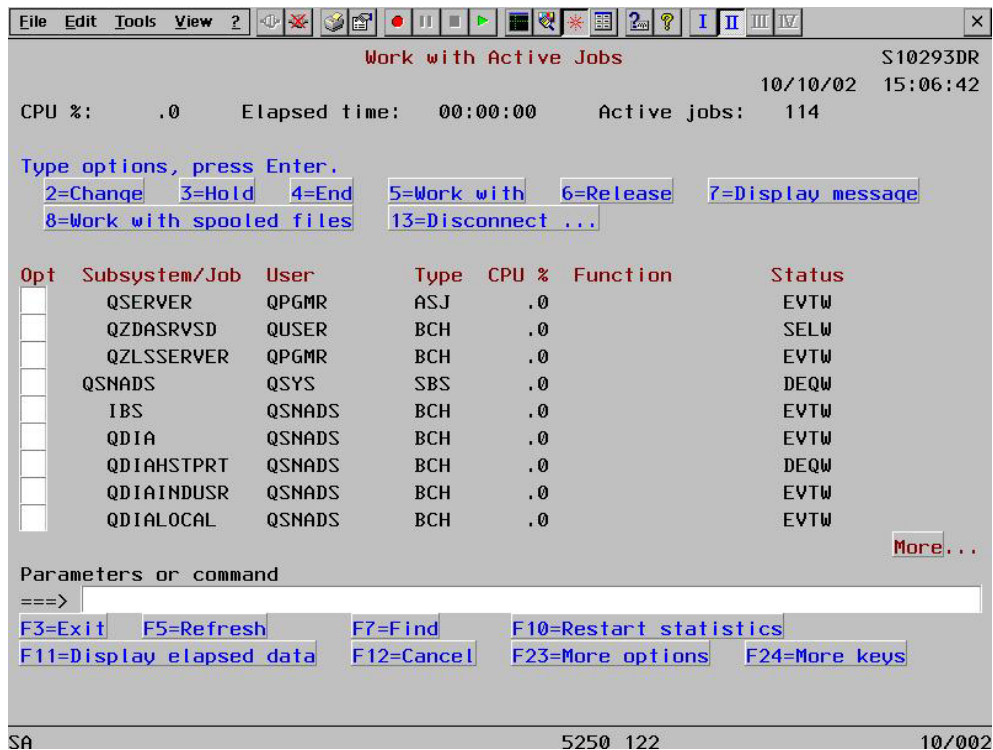 File Edit Tools View ? I II III IV ×
Work with Active Jobs S10293DR
10/10/02 15:06:42
CPU %: .0 Elapsed time: 00:00:00 Active jobs: 114
Type options, press Enter.
2=Change 3=Hold 4=End 5=Work with 6=Release 7=Display message
8=Work with spooled files 13=Disconnect ...
Opt Subsystem/Job User Type CPU % Function Status
QSERVER QPGMR ASJ .0 EVTW
QZDASRVSD QUSER BCH .0 SELW
QZLSSERVER QPGMR BCH .0 EVTW
QSNADS QSYS SBS .0 DEQW
IBS QSNADS BCH .0 EVTW
QDIA QSNADS BCH .0 EVTW
QDIAHSTPRT QSNADS BCH .0 DEQW
QDIAINDUSR QSNADS BCH .0 EVTW
QDIALOCAL QSNADS BCH .0 EVTW
More...
Parameters or command
===>
F3=Exit F5=Refresh F7=Find F10=Restart statistics
F11=Display elapsed data F12=Cancel F23=More options F24=More keys
SA 5250 122 10/002